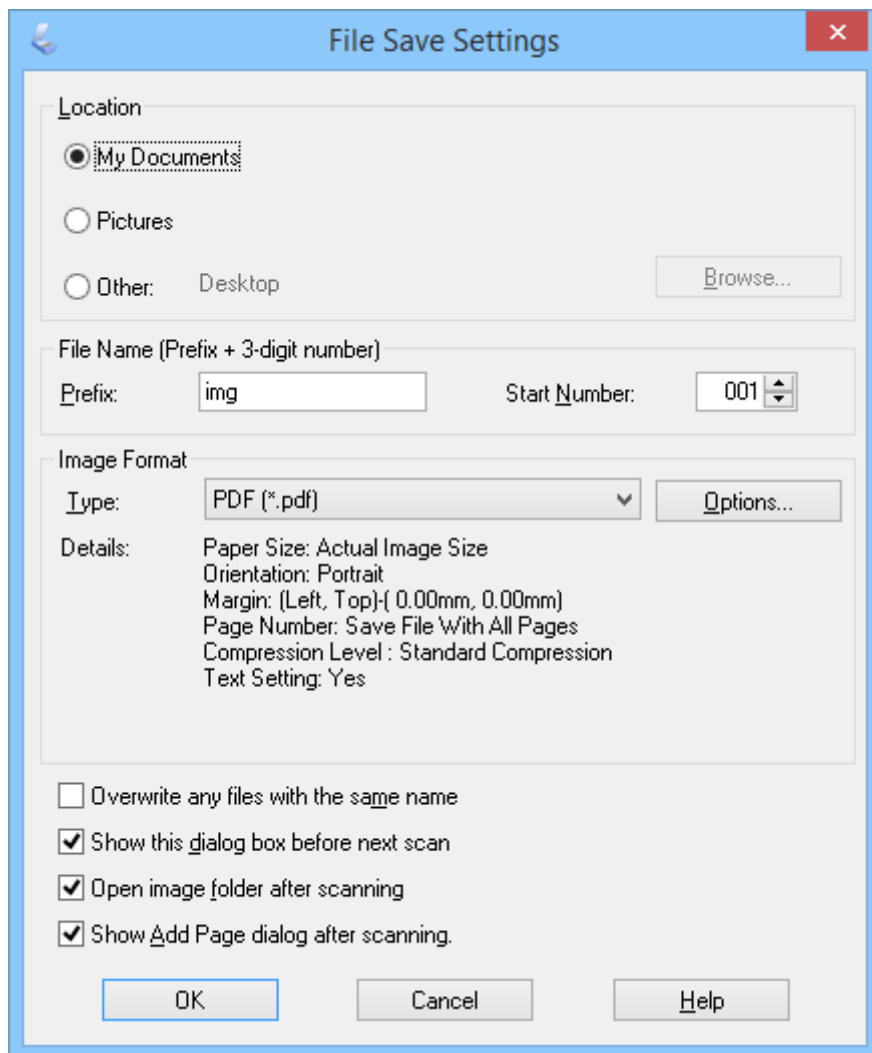 File Save Settings
Location
My Documents
Pictures
Other: Desktop Browse...
File Name (Prefix + 3-digit number)
Prefix: img Start Number: 001
Image Format
Type: PDF (*.pdf) Options...
Details: Paper Size: Actual Image Size
Orientation: Portrait
Margin: (Left, Top)-( 0.00mm, 0.00mm)
Page Number: Save File With All Pages
Compression Level : Standard Compression
Text Setting: Yes
Overwrite any files with the same name
Show this dialog box before next scan
Open image folder after scanning
Show Add Page dialog after scanning.
OK Cancel Help